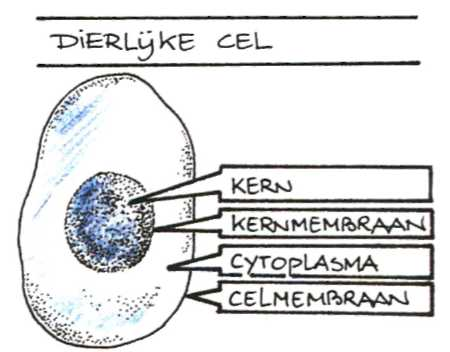 DIERLIJKE CEL
KERN
KERNMEMBRAAN
CYTOPLASMA
CELMEMBRAAN